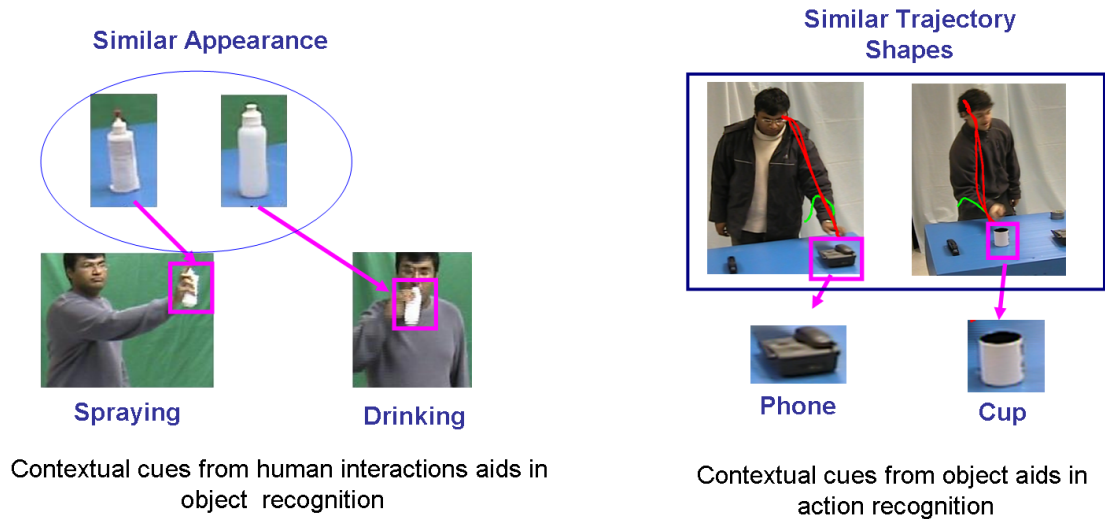 Similar Appearance
Spraying
Drinking
Contextual cues from human interactions aids in
object recognition
Similar Trajectory
Shapes
Phone
Cup
Contextual cues from object aids in
action recognition